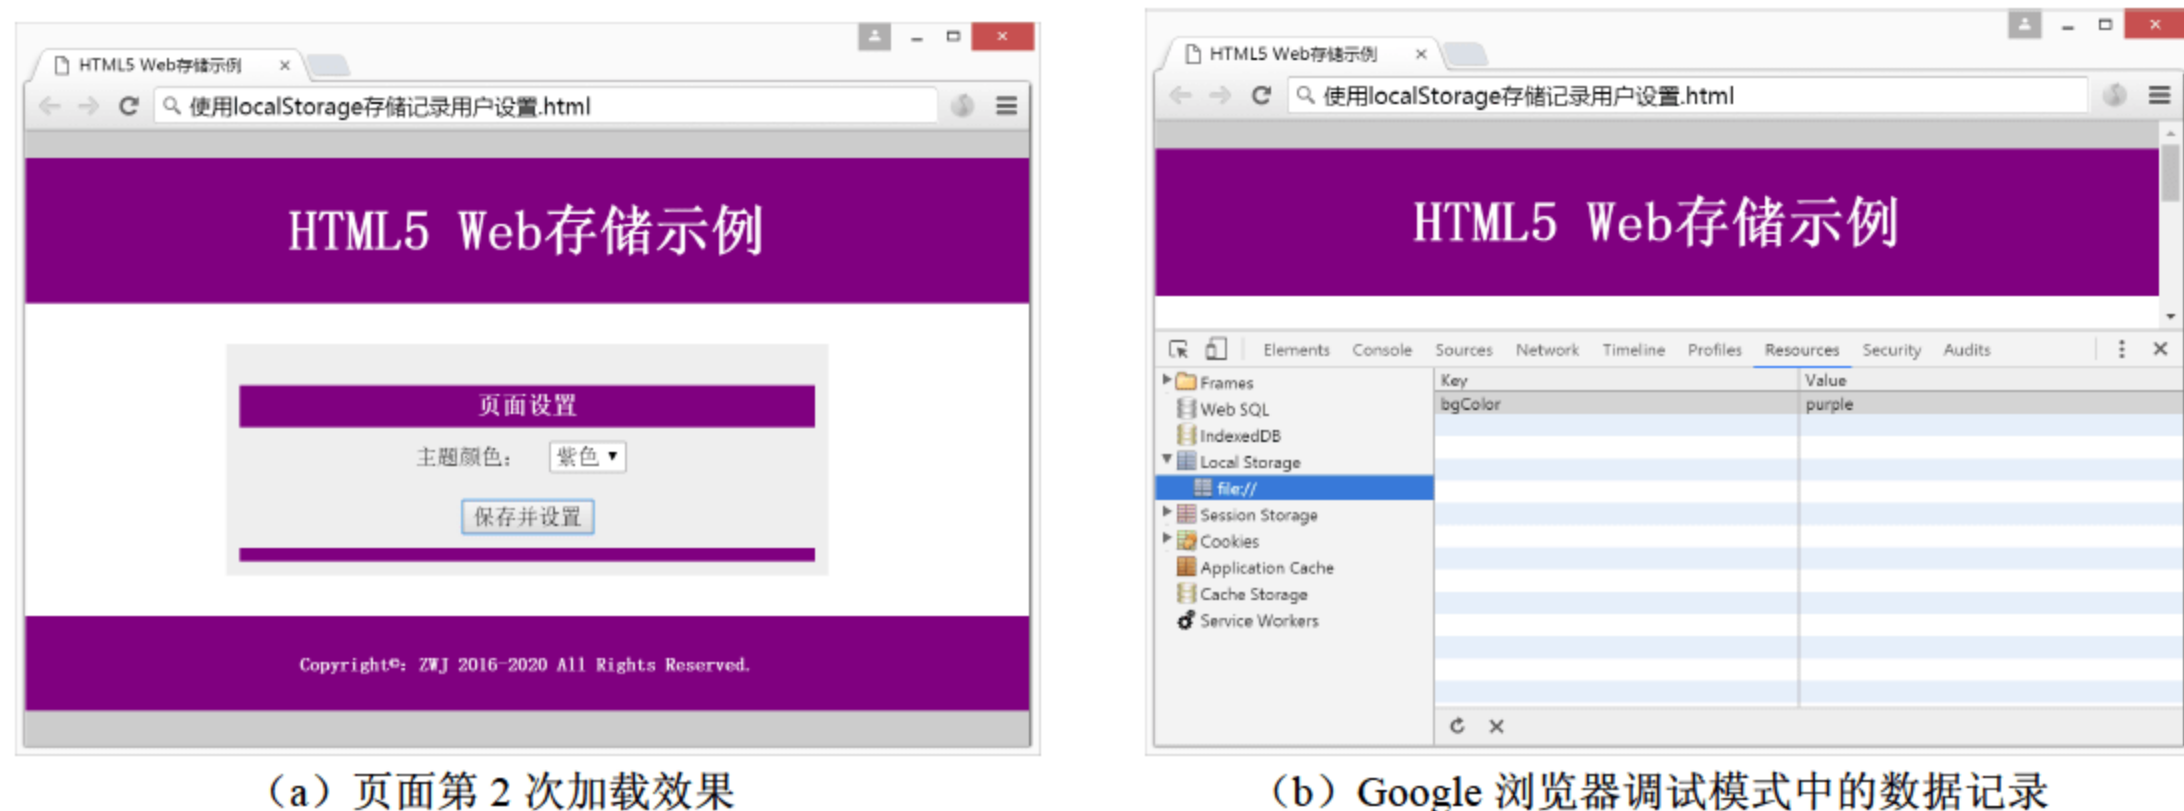 HTML5 Web存储示例
使用localStorage存储记录用户设置.html
HTML5 Web存储示例
页面设置
主题颜色： 紫色
保存并设置
Copyright©: ZWJ 2016-2020 All Rights Reserved.
（a）页面第 2 次加载效果
HTML5 Web存储示例
使用localStorage存储记录用户设置.html
HTML5 Web存储示例
Elements Console Sources Network Timeline Profiles Resources Security Audits
Frames
Web SQL
IndexedDB
Local Storage
file://
Session Storage
Cookies
Application Cache
Cache Storage
Service Workers
Key Value
bgColor purple
（b）Google 浏览器调试模式中的数据记录